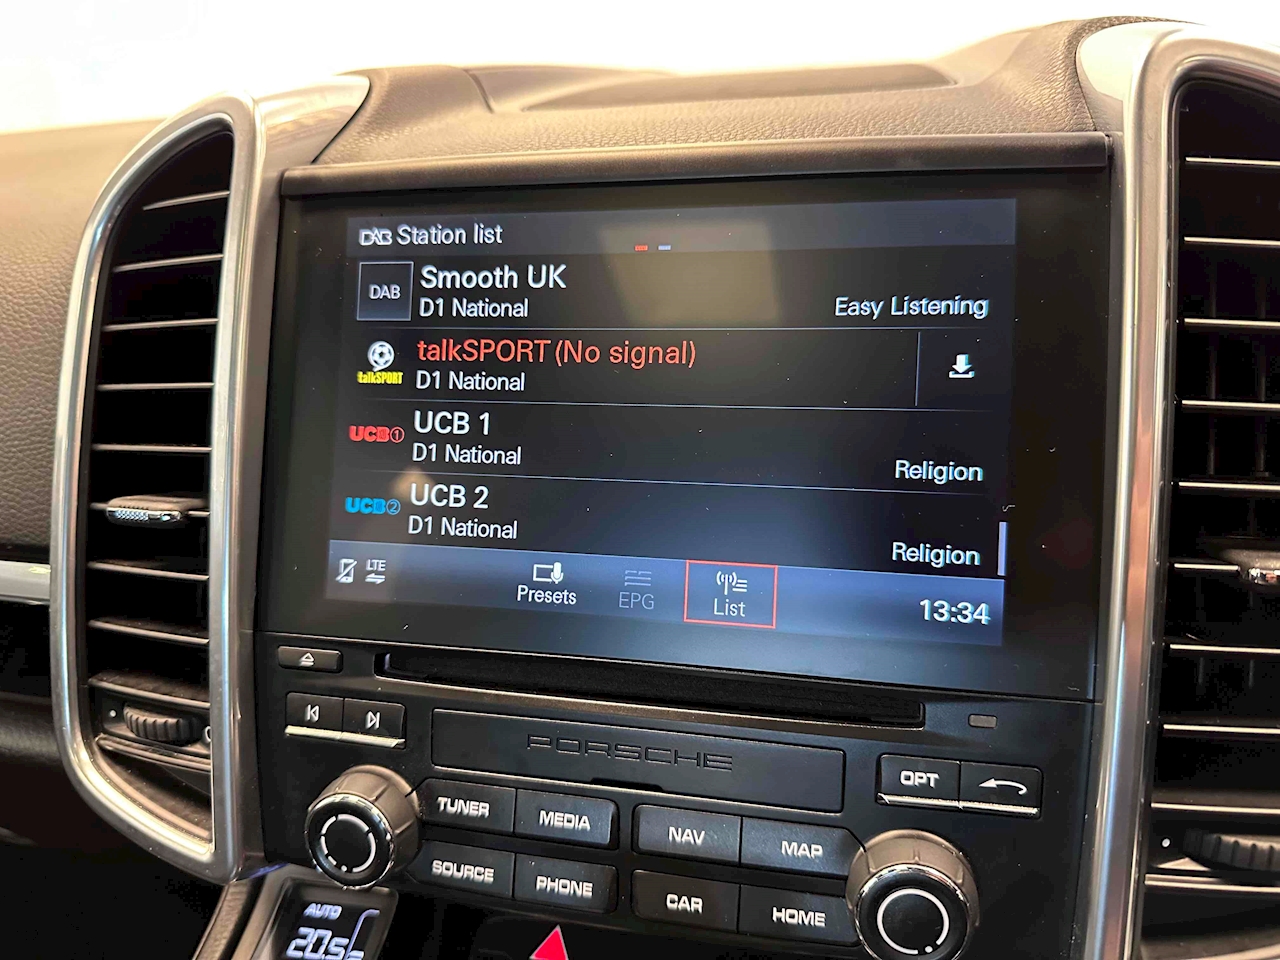 DAB Station list
DAB
Smooth UK
D1 National
Easy Listening
talkSPORT
talkSPORT (No signal)
D1 National
UCB1
UCB 1
D1 National
Religion
UCB2
UCB 2
D1 National
Religion
LTE
Presets
EPG
List
13:34
PORSCHE
OPT
TUNER
MEDIA
NAV
MAP
SOURCE
PHONE
CAR
HOME
AUTO
20.5